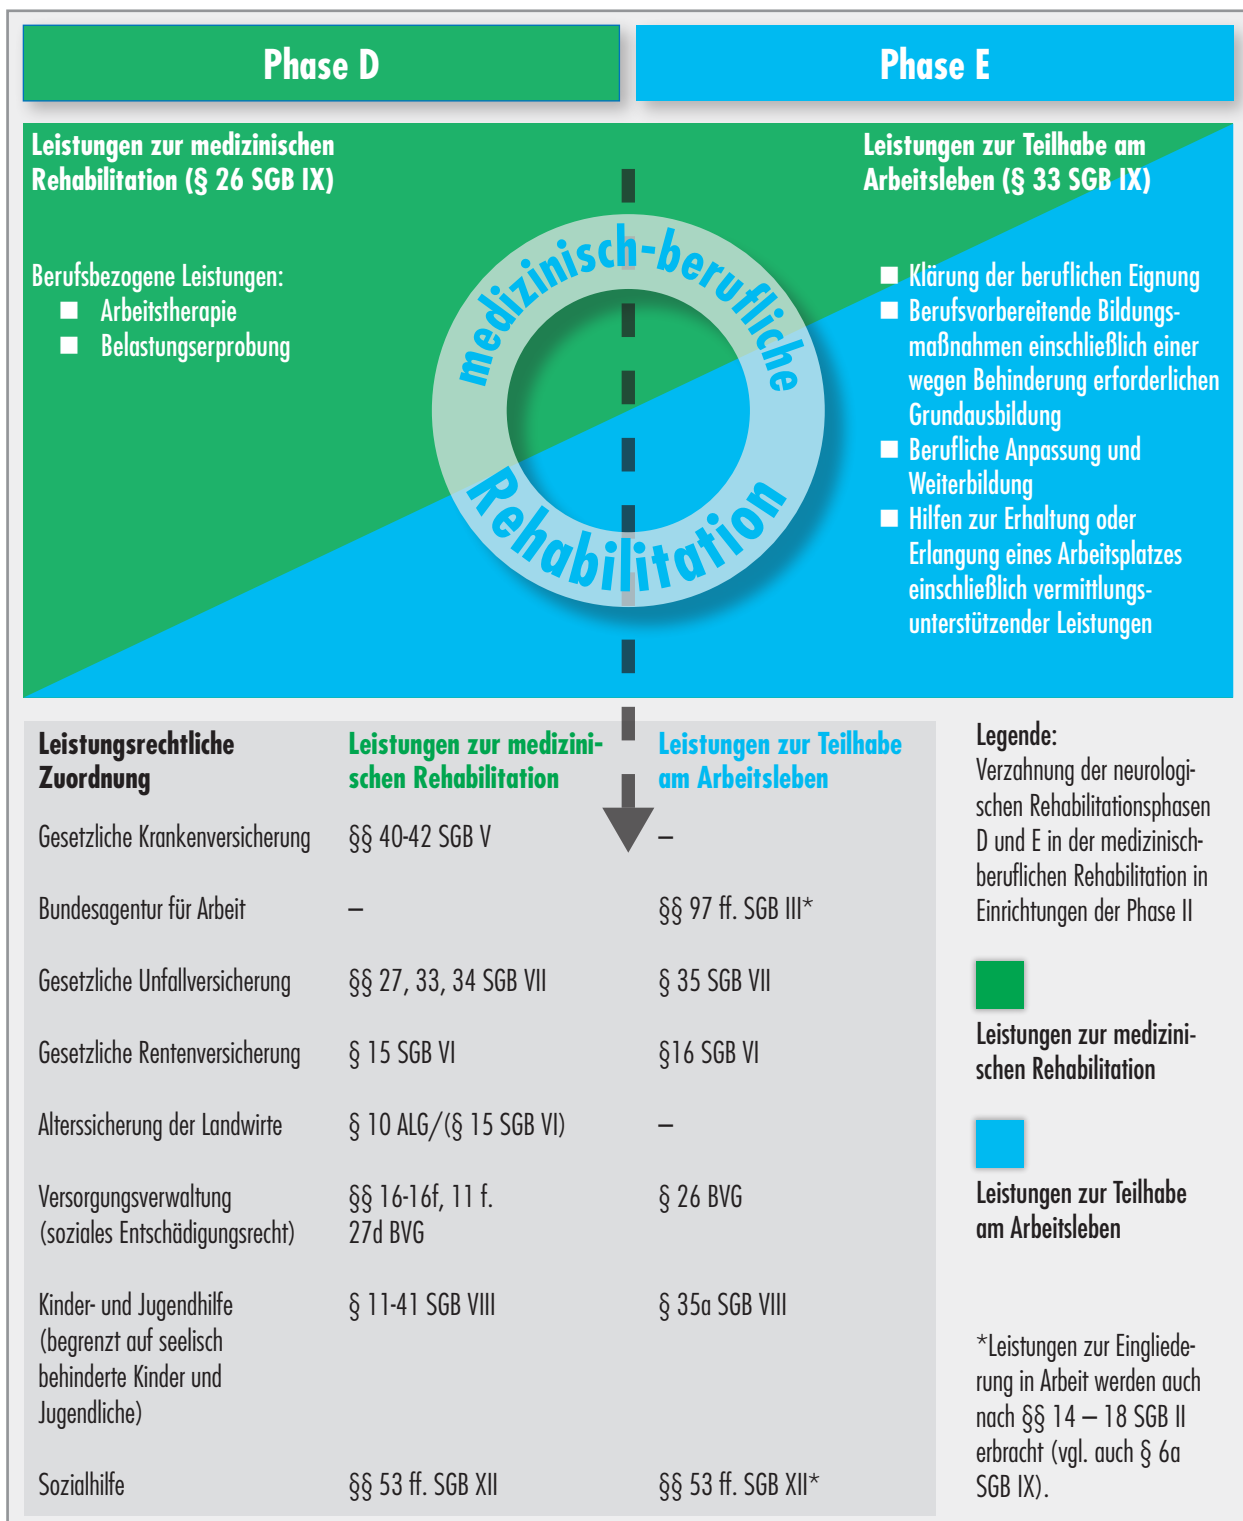 Phase D
Phase E
Leistungen zur medizinischen
Rehabilitation (§ 26 SGB IX)
Berufsbezogene Leistungen:
Arbeitstherapie
Belastungserprobung
medizinisch-berufliche
Rehabilitation
Leistungen zur Teilhabe am
Arbeitsleben (§ 33 SGB IX)
Klärung der beruflichen Eignung
Berufsvorbereitende Bildungs-
maßnahmen einschließlich einer
wegen Behinderung erforderlichen
Grundausbildung
Berufliche Anpassung und
Weiterbildung
Hilfen zur Erhaltung oder
Erlangung eines Arbeitsplatzes
einschließlich vermittlungs-
unterstützender Leistungen
Leistungsrechtliche
Zuordnung
Leistungen zur medizini-
schen Rehabilitation
Leistungen zur Teilhabe
am Arbeitsleben
Gesetzliche Krankenversicherung §§ 40-42 SGB V –
Bundesagentur für Arbeit – §§ 97 ff. SGB III*
Gesetzliche Unfallversicherung §§ 27, 33, 34 SGB VII § 35 SGB VII
Gesetzliche Rentenversicherung § 15 SGB VI §16 SGB VI
Alterssicherung der Landwirte § 10 ALG/(§ 15 SGB VI) –
Versorgungsverwaltung §§ 16-16f, 11 f. § 26 BVG
(soziales Entschädigungsrecht) 27d BVG
Kinder- und Jugendhilfe § 11-41 SGB VIII § 35a SGB VIII
(begrenzt auf seelisch
behinderte Kinder und
Jugendliche)
Sozialhilfe §§ 53 ff. SGB XII §§ 53 ff. SGB XII*
Legende:
Verzahnung der neurologi-
schen Rehabilitationsphasen
D und E in der medizinisch-
beruflichen Rehabilitation in
Einrichtungen der Phase II
Leistungen zur medizini-
schen Rehabilitation
Leistungen zur Teilhabe
am Arbeitsleben
*Leistungen zur Einglie­de-
rung in Arbeit werden auch
nach §§ 14 – 18 SGB II
erbracht (vgl. auch § 6a
SGB IX).